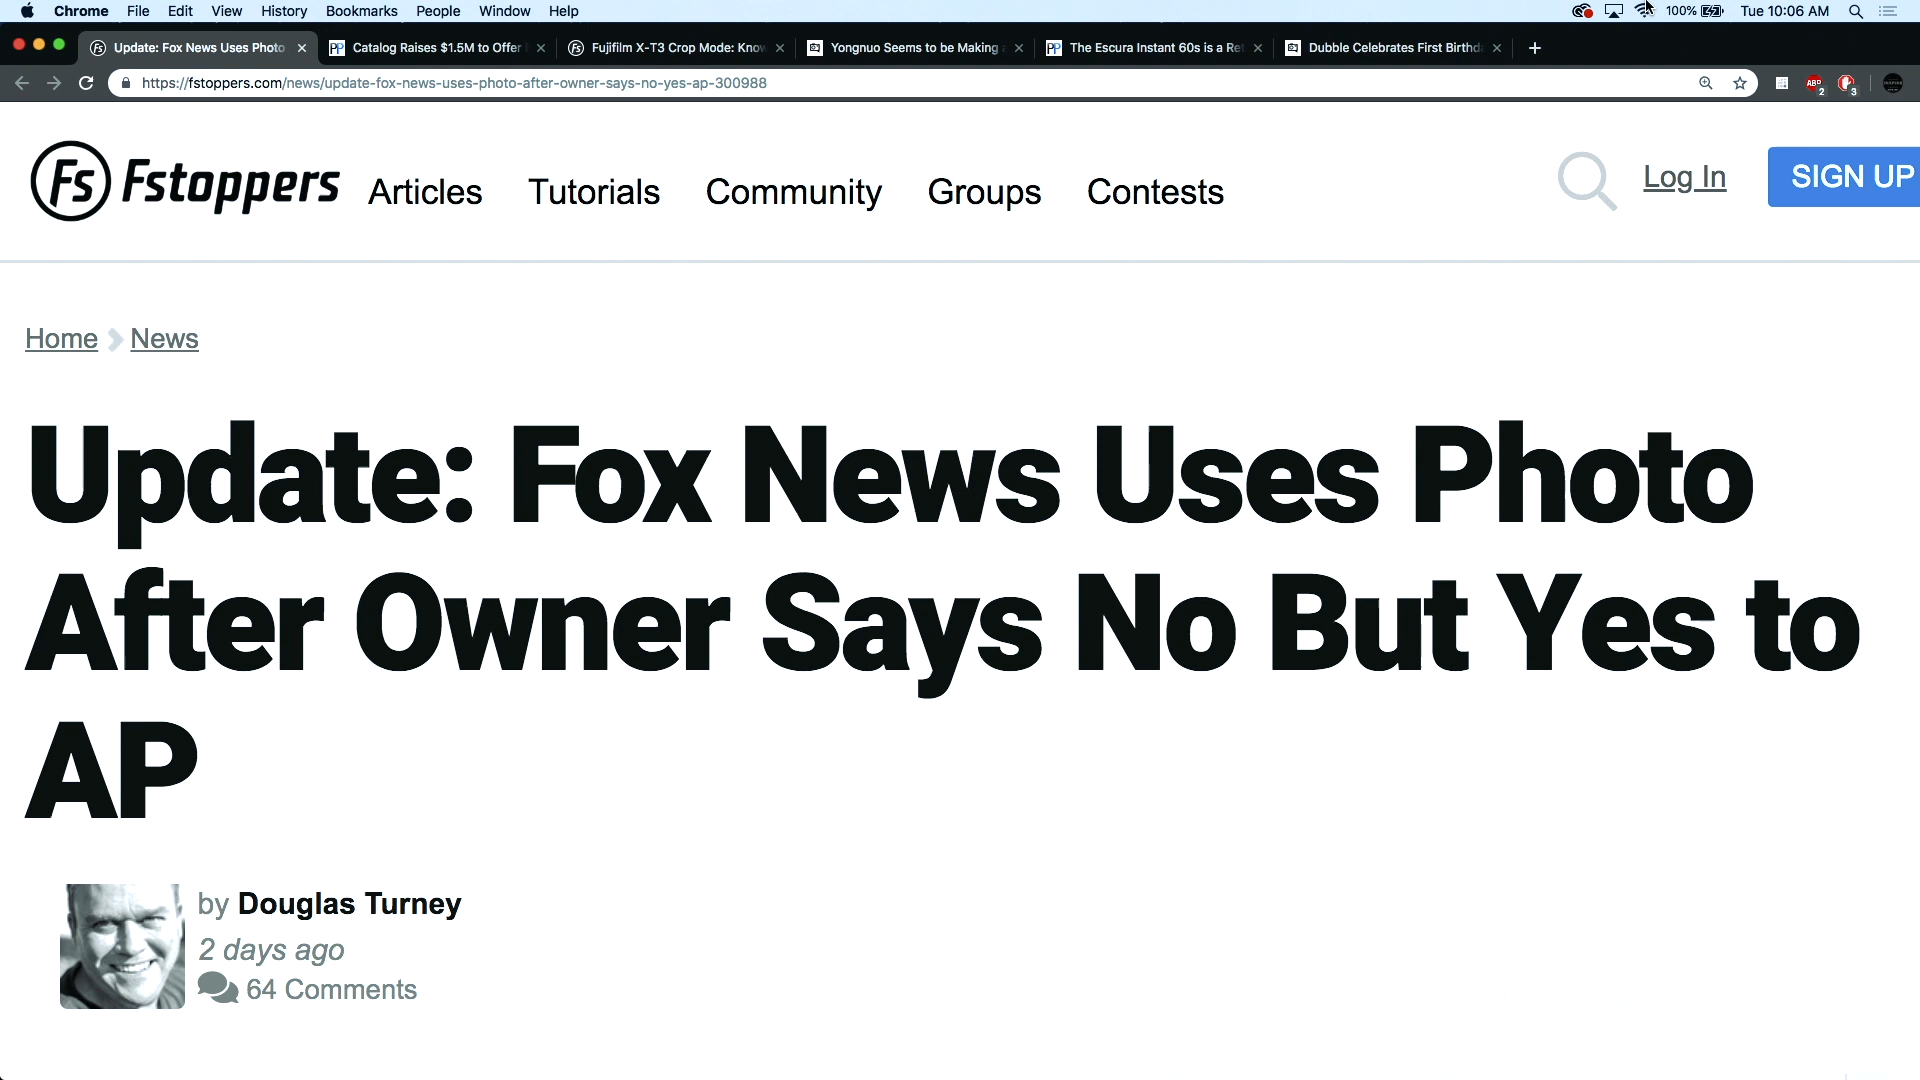 Chrome File Edit View History Bookmarks People Window Help 100% Tue 10:06 AM
Update: Fox News Uses Photo Catalog Raises $1.5M to Offer Fujifilm X-T3 Crop Mode: Know Yongnuo Seems to be Making The Escura Instant 60s is a Ret Dubble Celebrates First Birthd
https://fstoppers.com/news/update-fox-news-uses-photo-after-owner-says-no-yes-ap-300988 ABP 2 3
Fs Fstoppers Articles Tutorials Community Groups Contests Log In SIGN UP
Home News
Update: Fox News Uses Photo
After Owner Says No But Yes to
AP
by Douglas Turney
2 days ago
64 Comments